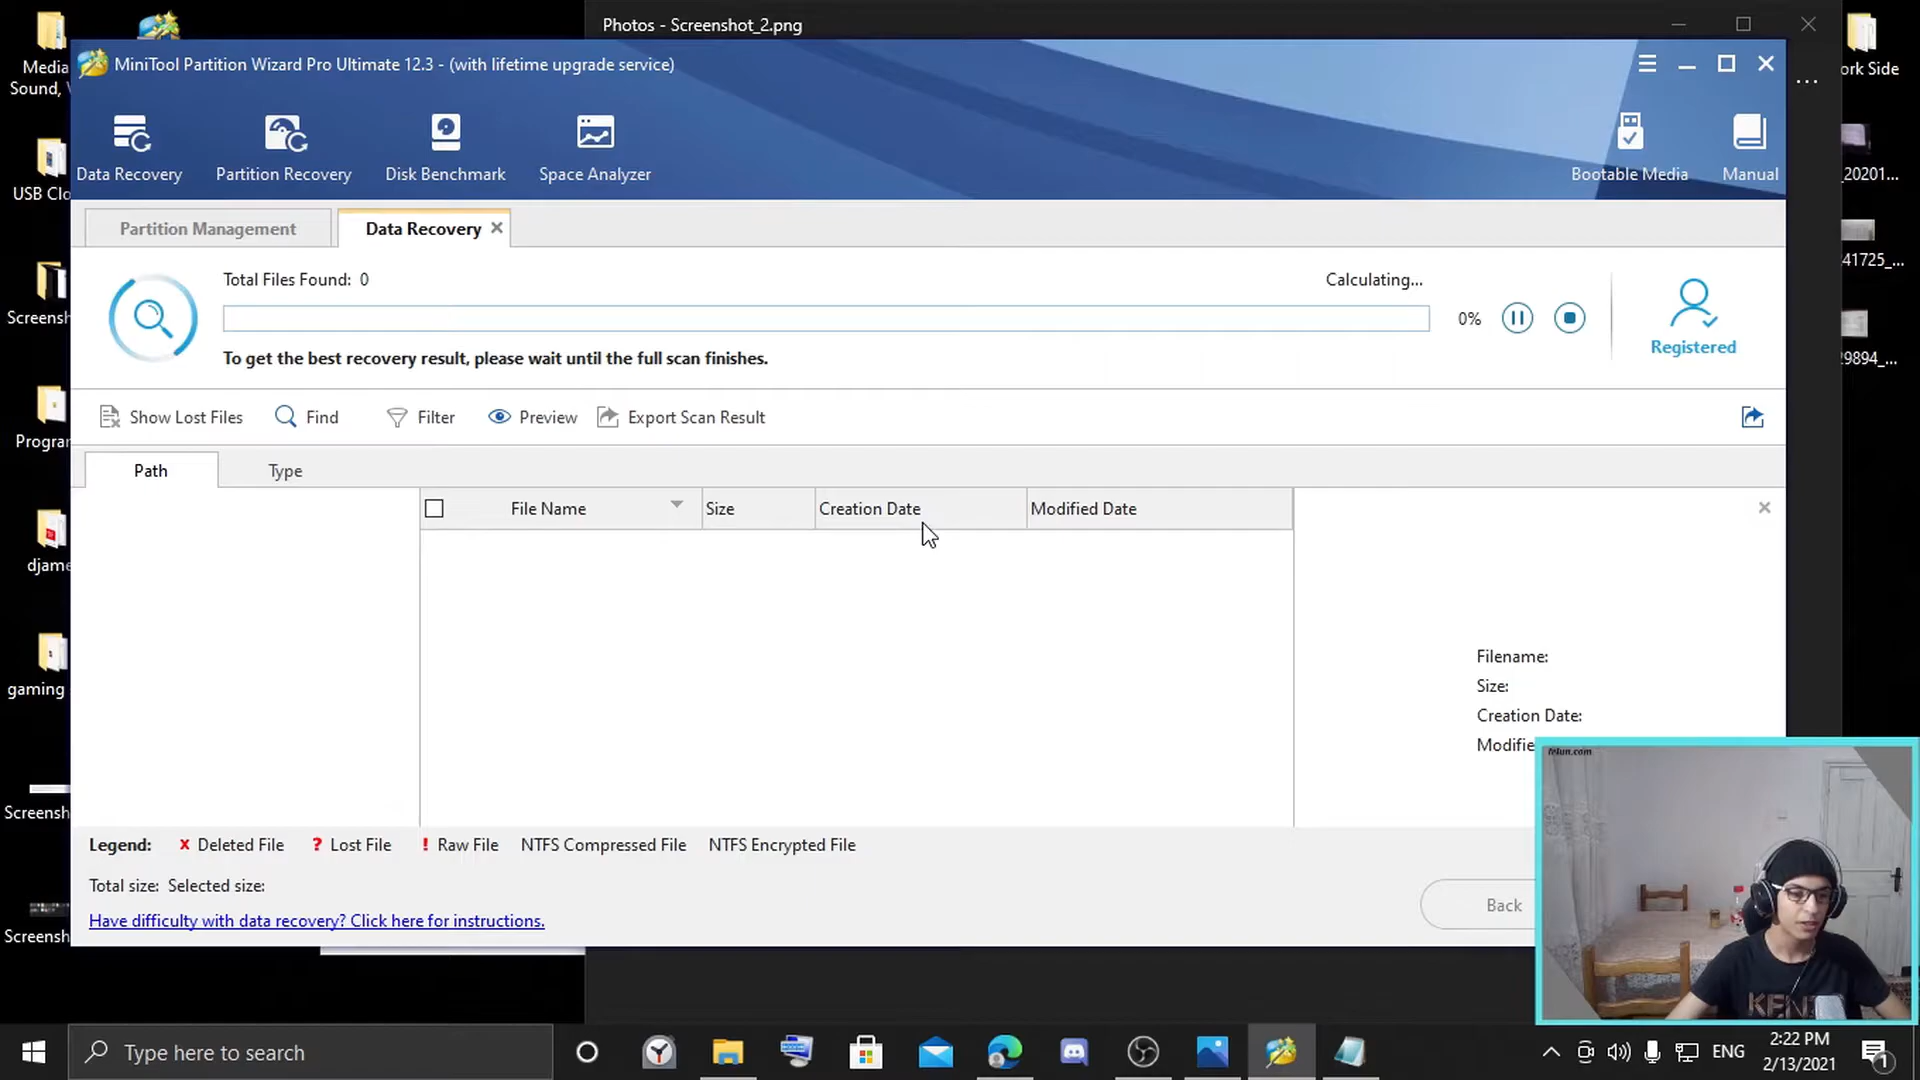 Photos - Screenshot_2.png
Media
Sound,
ork Side
MiniTool Partition Wizard Pro Ultimate 12.3 - (with lifetime upgrade service)
Data Recovery
Partition Recovery
Disk Benchmark
Space Analyzer
Bootable Media
Manual
USB Clo
_20201...
Partition Management
Data Recovery
41725_...
Total Files Found: 0
Calculating...
0%
Registered
Screensh
29894_...
To get the best recovery result, please wait until the full scan finishes.
Show Lost Files
Find
Filter
Preview
Export Scan Result
Progran
Path
Type
File Name
Size
Creation Date
Modified Date
djame
Filename:
Size:
Creation Date:
Modifie
gaming
Screensh
Legend:
Deleted File
Lost File
Raw File
NTFS Compressed File
NTFS Encrypted File
Total size: Selected size:
Back
Have difficulty with data recovery? Click here for instructions.
Screensh
Type here to search
ENG
2:22 PM
2/13/2021
1